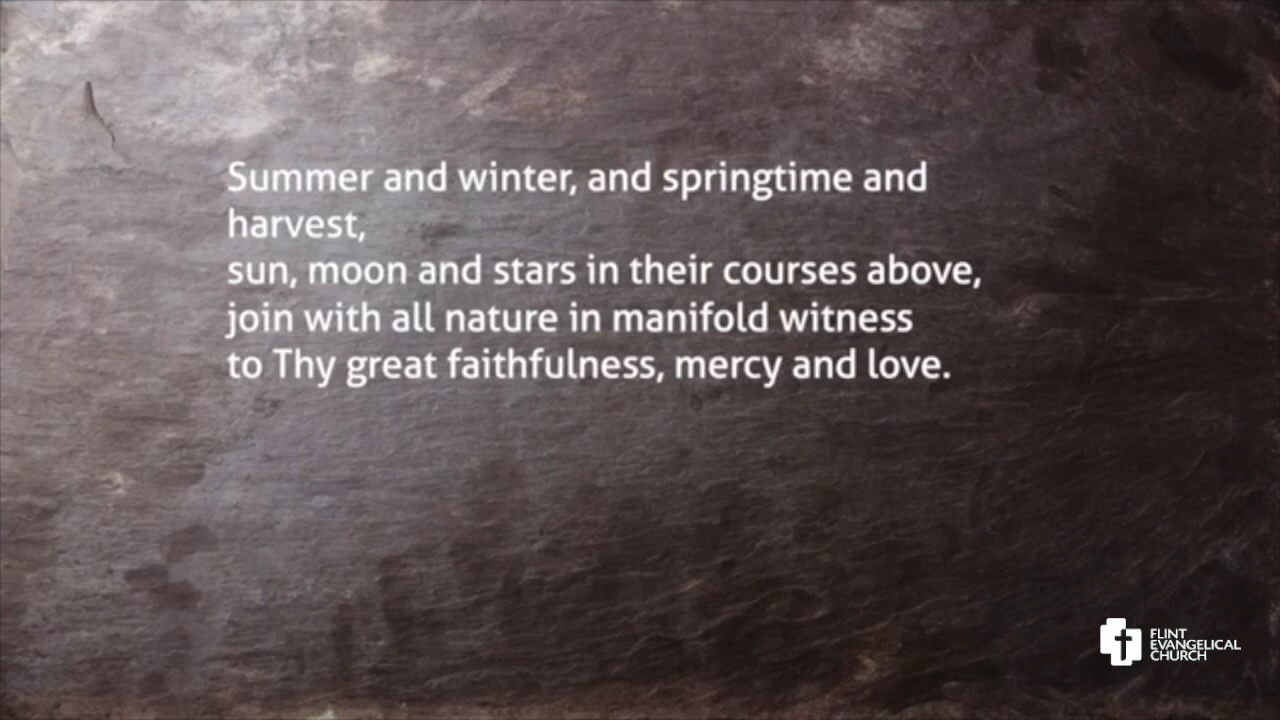 Summer and winter, and springtime and
harvest,
sun, moon and stars in their courses above,
join with all nature in manifold witness
to Thy great faithfulness, mercy and love.
FLINT
EVANGELICAL
CHURCH